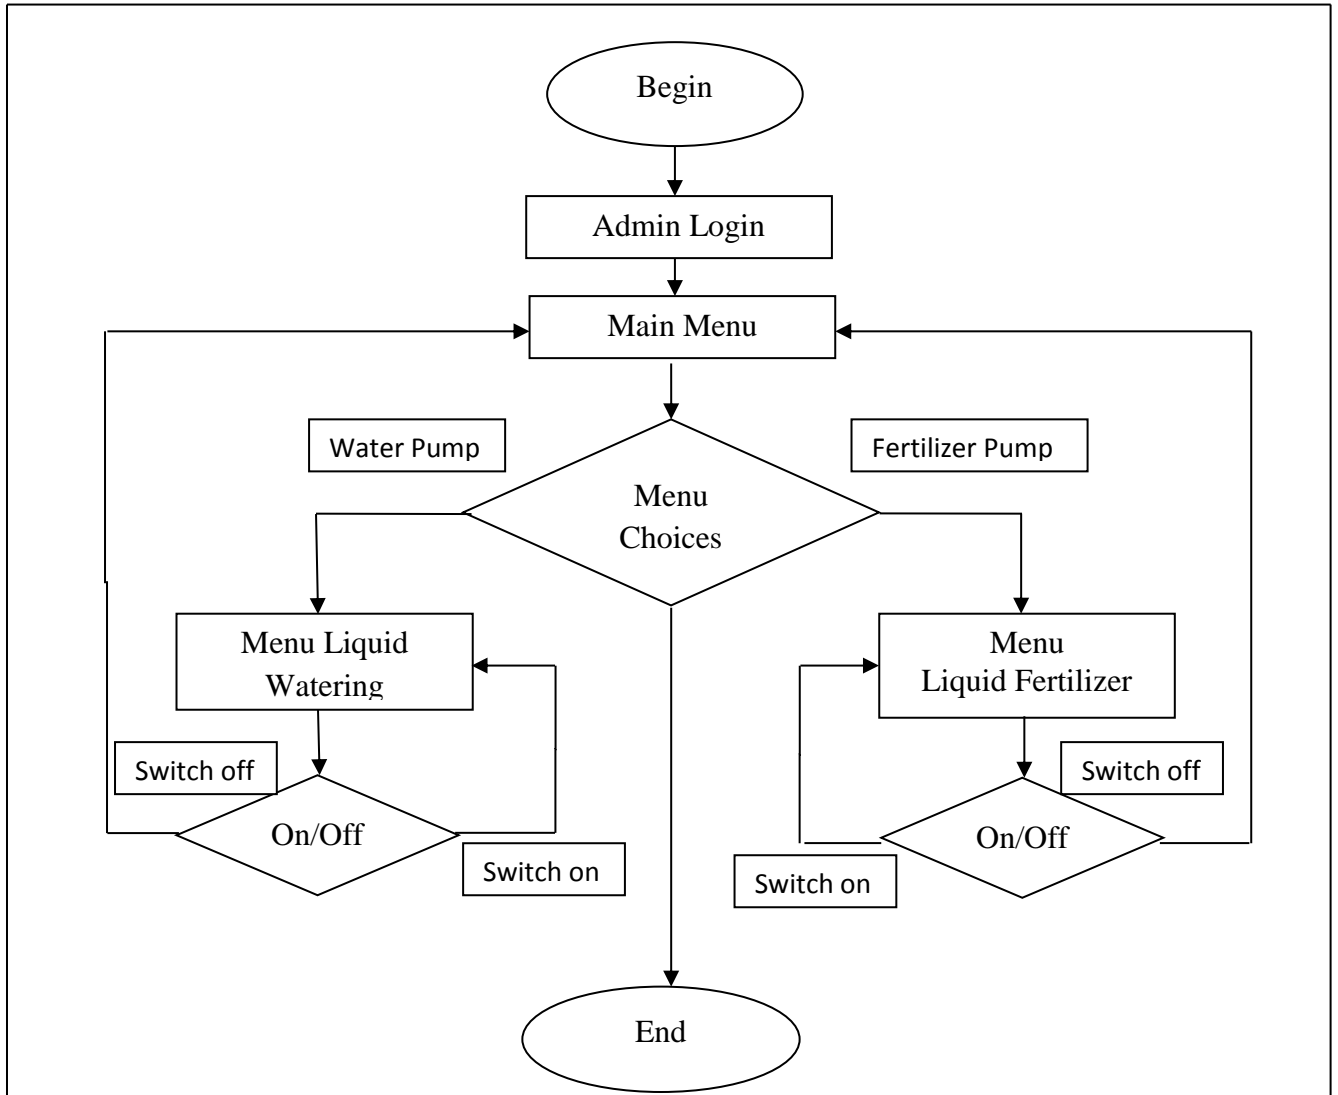 Begin
Admin Login
Main Menu
Water Pump
Fertilizer Pump
Menu
Choices
Menu Liquid
Watering
Menu
Liquid Fertilizer
Switch off
Switch off
On/Off
On/Off
Switch on
Switch on
End